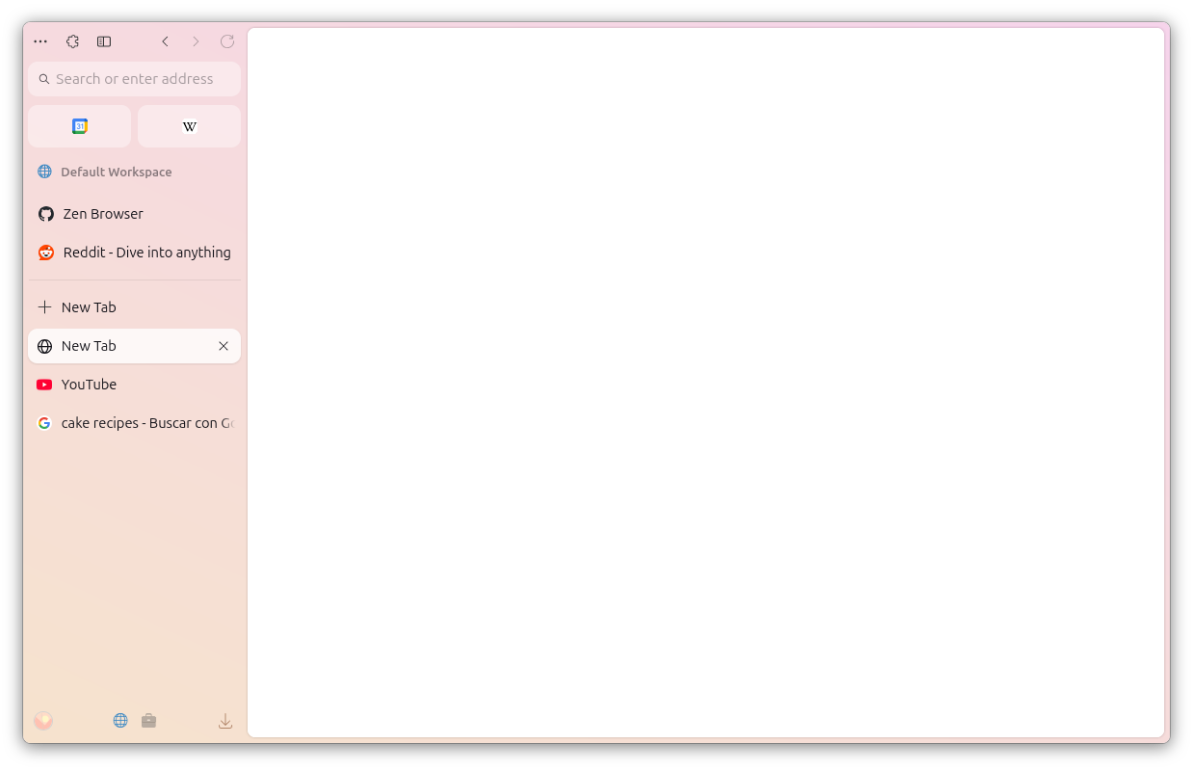 Search or enter address
31
W
Default Workspace
Zen Browser
Reddit - Dive into anything
New Tab
New Tab
YouTube
cake recipes - Buscar con Go